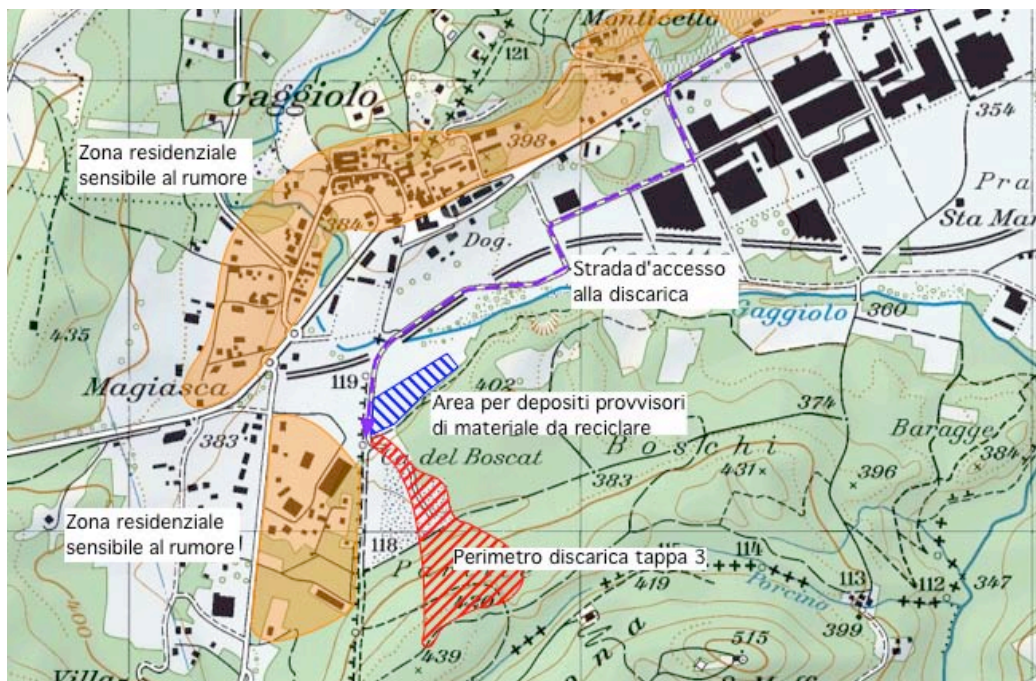 Monticello
121
Gaggiolo
354
398
Zona residenziale
sensibile al rumore
Pra
Sta Mar
384
Dog.
Strada d'accesso
alla discarica
Gaggiolo
360
435
119
402
Magiasca
Area per depositi provvisori
di materiale da reciclare
374
383
Baragge
384
del Boscat
Boschi
431
396
383
Zona residenziale
sensibile al rumore
118
Perimetro discarica tappa 3
115
114
113
112
347
419
Porcino
420
400
399
515
439